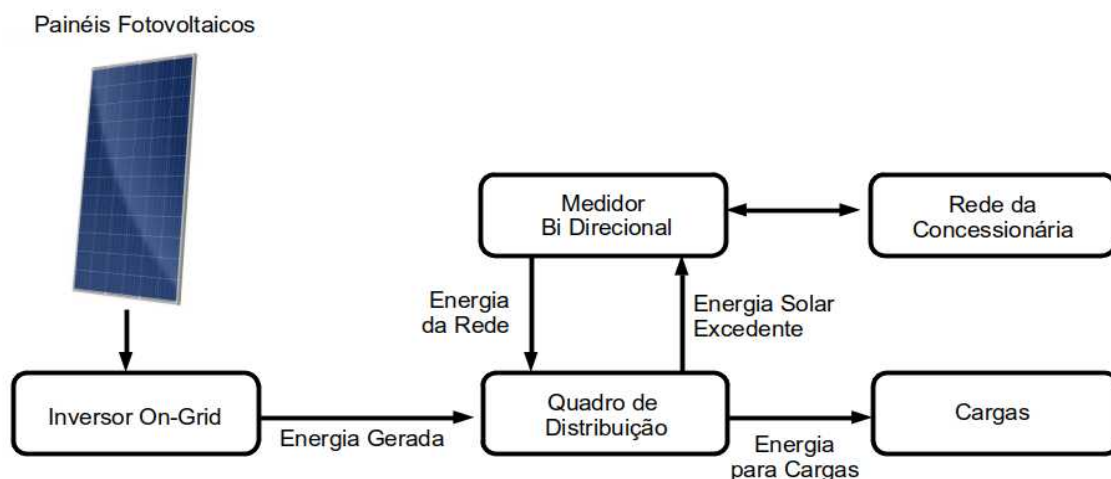 Painéis Fotovoltaicos
Medidor
Bi Direcional
Rede da
Concessionária
Energia
da Rede
Energia Solar
Excedente
Inversor On-Grid
Energia Gerada
Quadro de
Distribuição
Energia
para Cargas
Cargas